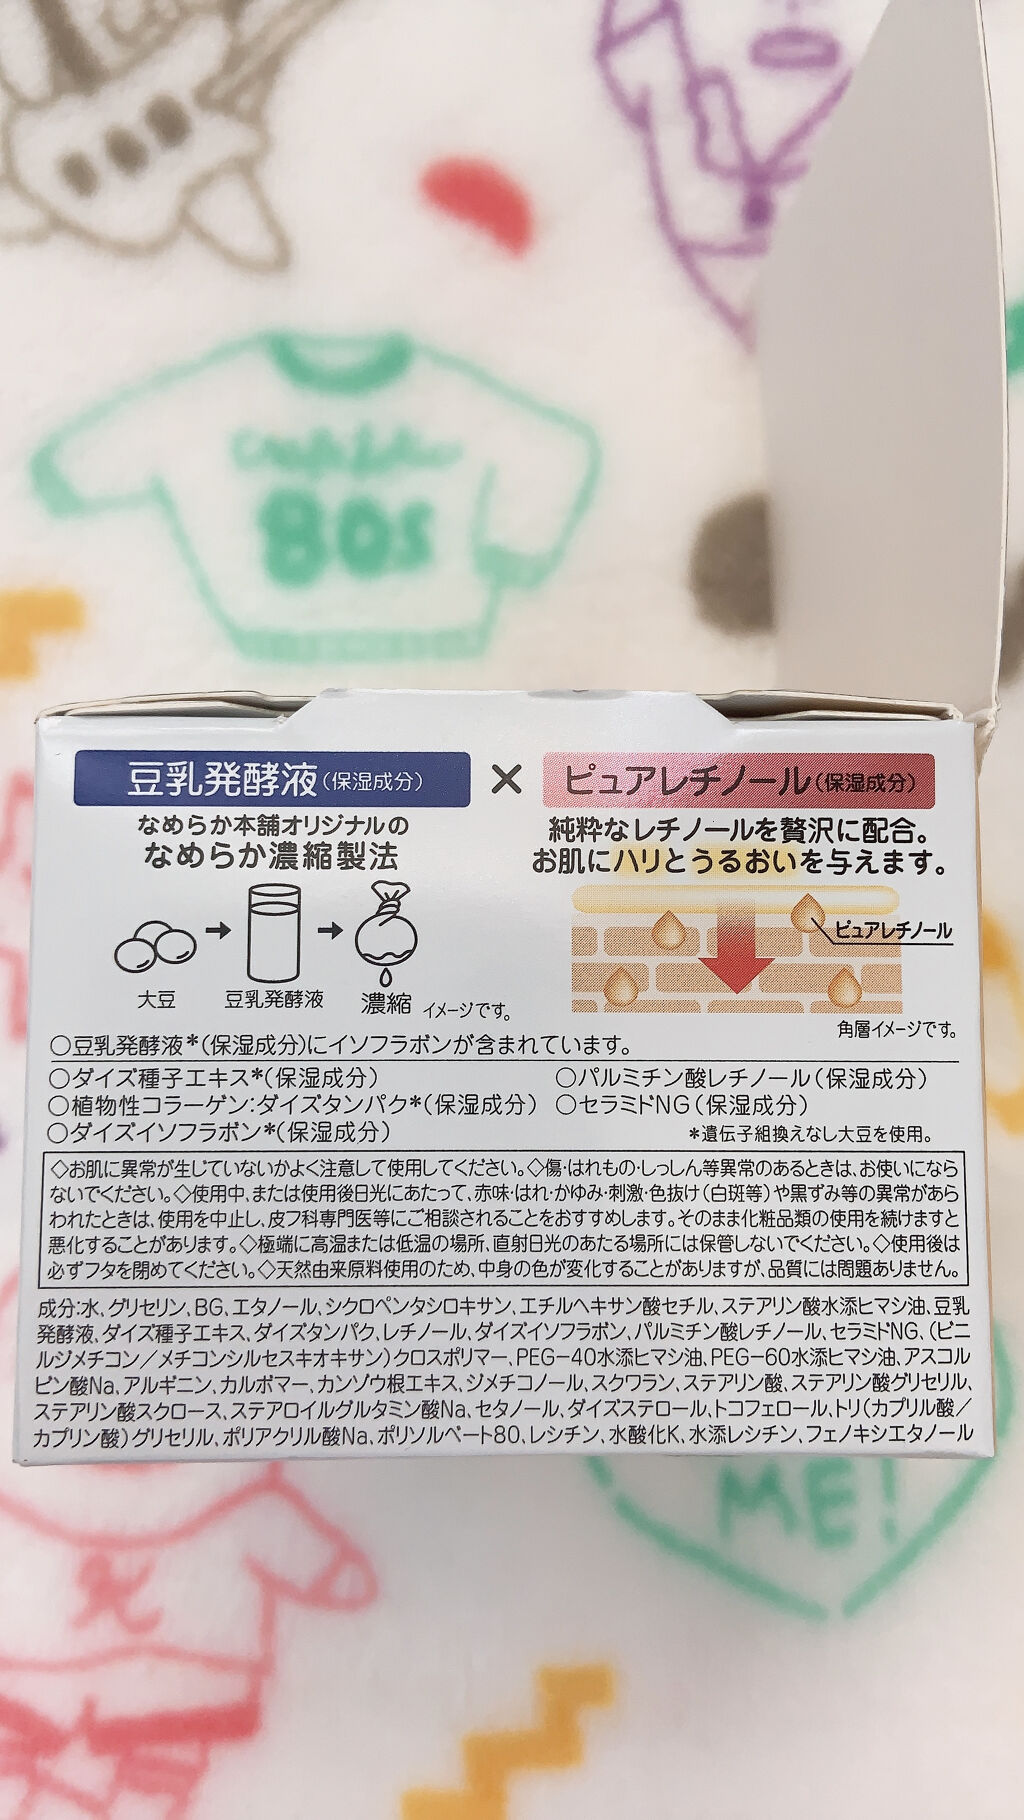 80s
豆乳発酵液(保湿成分) × ピュアレチノール(保湿成分)
なめらか本舗オリジナルの
なめらか濃縮製法
純粋なレチノールを贅沢に配合。
お肌にハリとうるおいを与えます。
大豆
豆乳発酵液
濃縮
イメージです。
ピュアレチノール
角層イメージです。
○豆乳発酵液*(保湿成分)にイソフラボンが含まれています。
○ダイズ種子エキス*(保湿成分)
○植物性コラーゲン:ダイズタンパク*(保湿成分)
○ダイズイソフラボン*(保湿成分)
○パルミチン酸レチノール(保湿成分)
○セラミドNG(保湿成分)
*遺伝子組換えなし大豆を使用。
◇お肌に異常が生じていないかよく注意して使用してください。◇傷・はれもの・しっしん等異常のあるときは、お使いになら
ないでください。◇使用中、または使用後日光にあたって、赤味・はれ・かゆみ・刺激・色抜け(白斑等)や黒ずみ等の異常があら
われたときは、使用を中止し、皮フ科専門医等にご相談されることをおすすめします。そのまま化粧品類の使用を続けますと
悪化することがあります。◇極端に高温または低温の場所、直射日光のあたる場所には保管しないでください。◇使用後は
必ずフタを閉めてください。◇天然由来原料使用のため、中身の色が変化することがありますが、品質には問題ありません。
成分:水、グリセリン、BG、エタノール、シクロペンタシロキサン、エチルヘキサン酸セチル、ステアリン酸水添ヒマシ油、豆乳
発酵液、ダイズ種子エキス、ダイズタンパク、レチノール、ダイズイソフラボン、パルミチン酸レチノール、セラミドNG、(ビニ
ルジメチコン/メチコンシルセスキオキサン)クロスポリマー、PEG-40水添ヒマシ油、PEG-60水添ヒマシ油、アスコル
ビン酸Na、アルギニン、カルボマー、カンゾウ根エキス、ジメチコノール、スクワラン、ステアリン酸、ステアリン酸グリセリル、
ステアリン酸スクロース、ステアロイルグルタミン酸Na、セタノール、ダイズステロール、トコフェロール、トリ(カプリル酸/
カプリン酸)グリセリル、ポリアクリル酸Na、ポリソルベート80、レシチン、水酸化K、水添レシチン、フェノキシエタノール
ME!